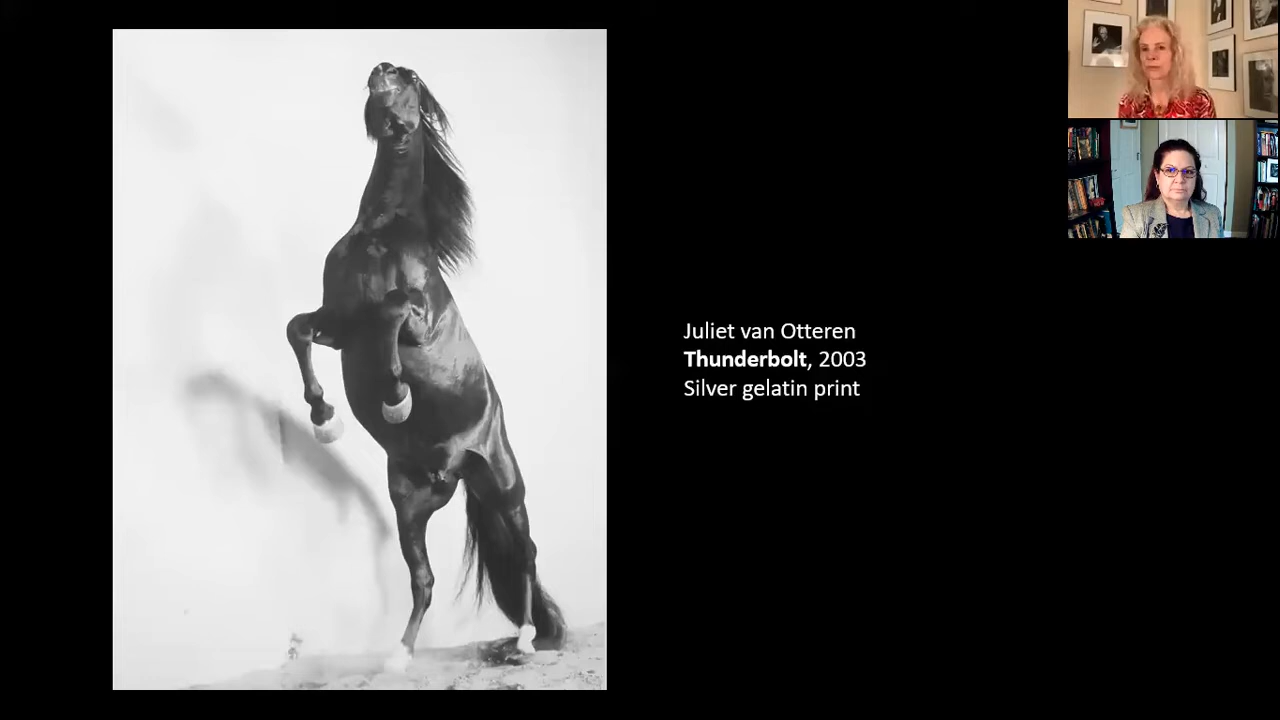 Juliet van Otteren
Thunderbolt, 2003
Silver gelatin print